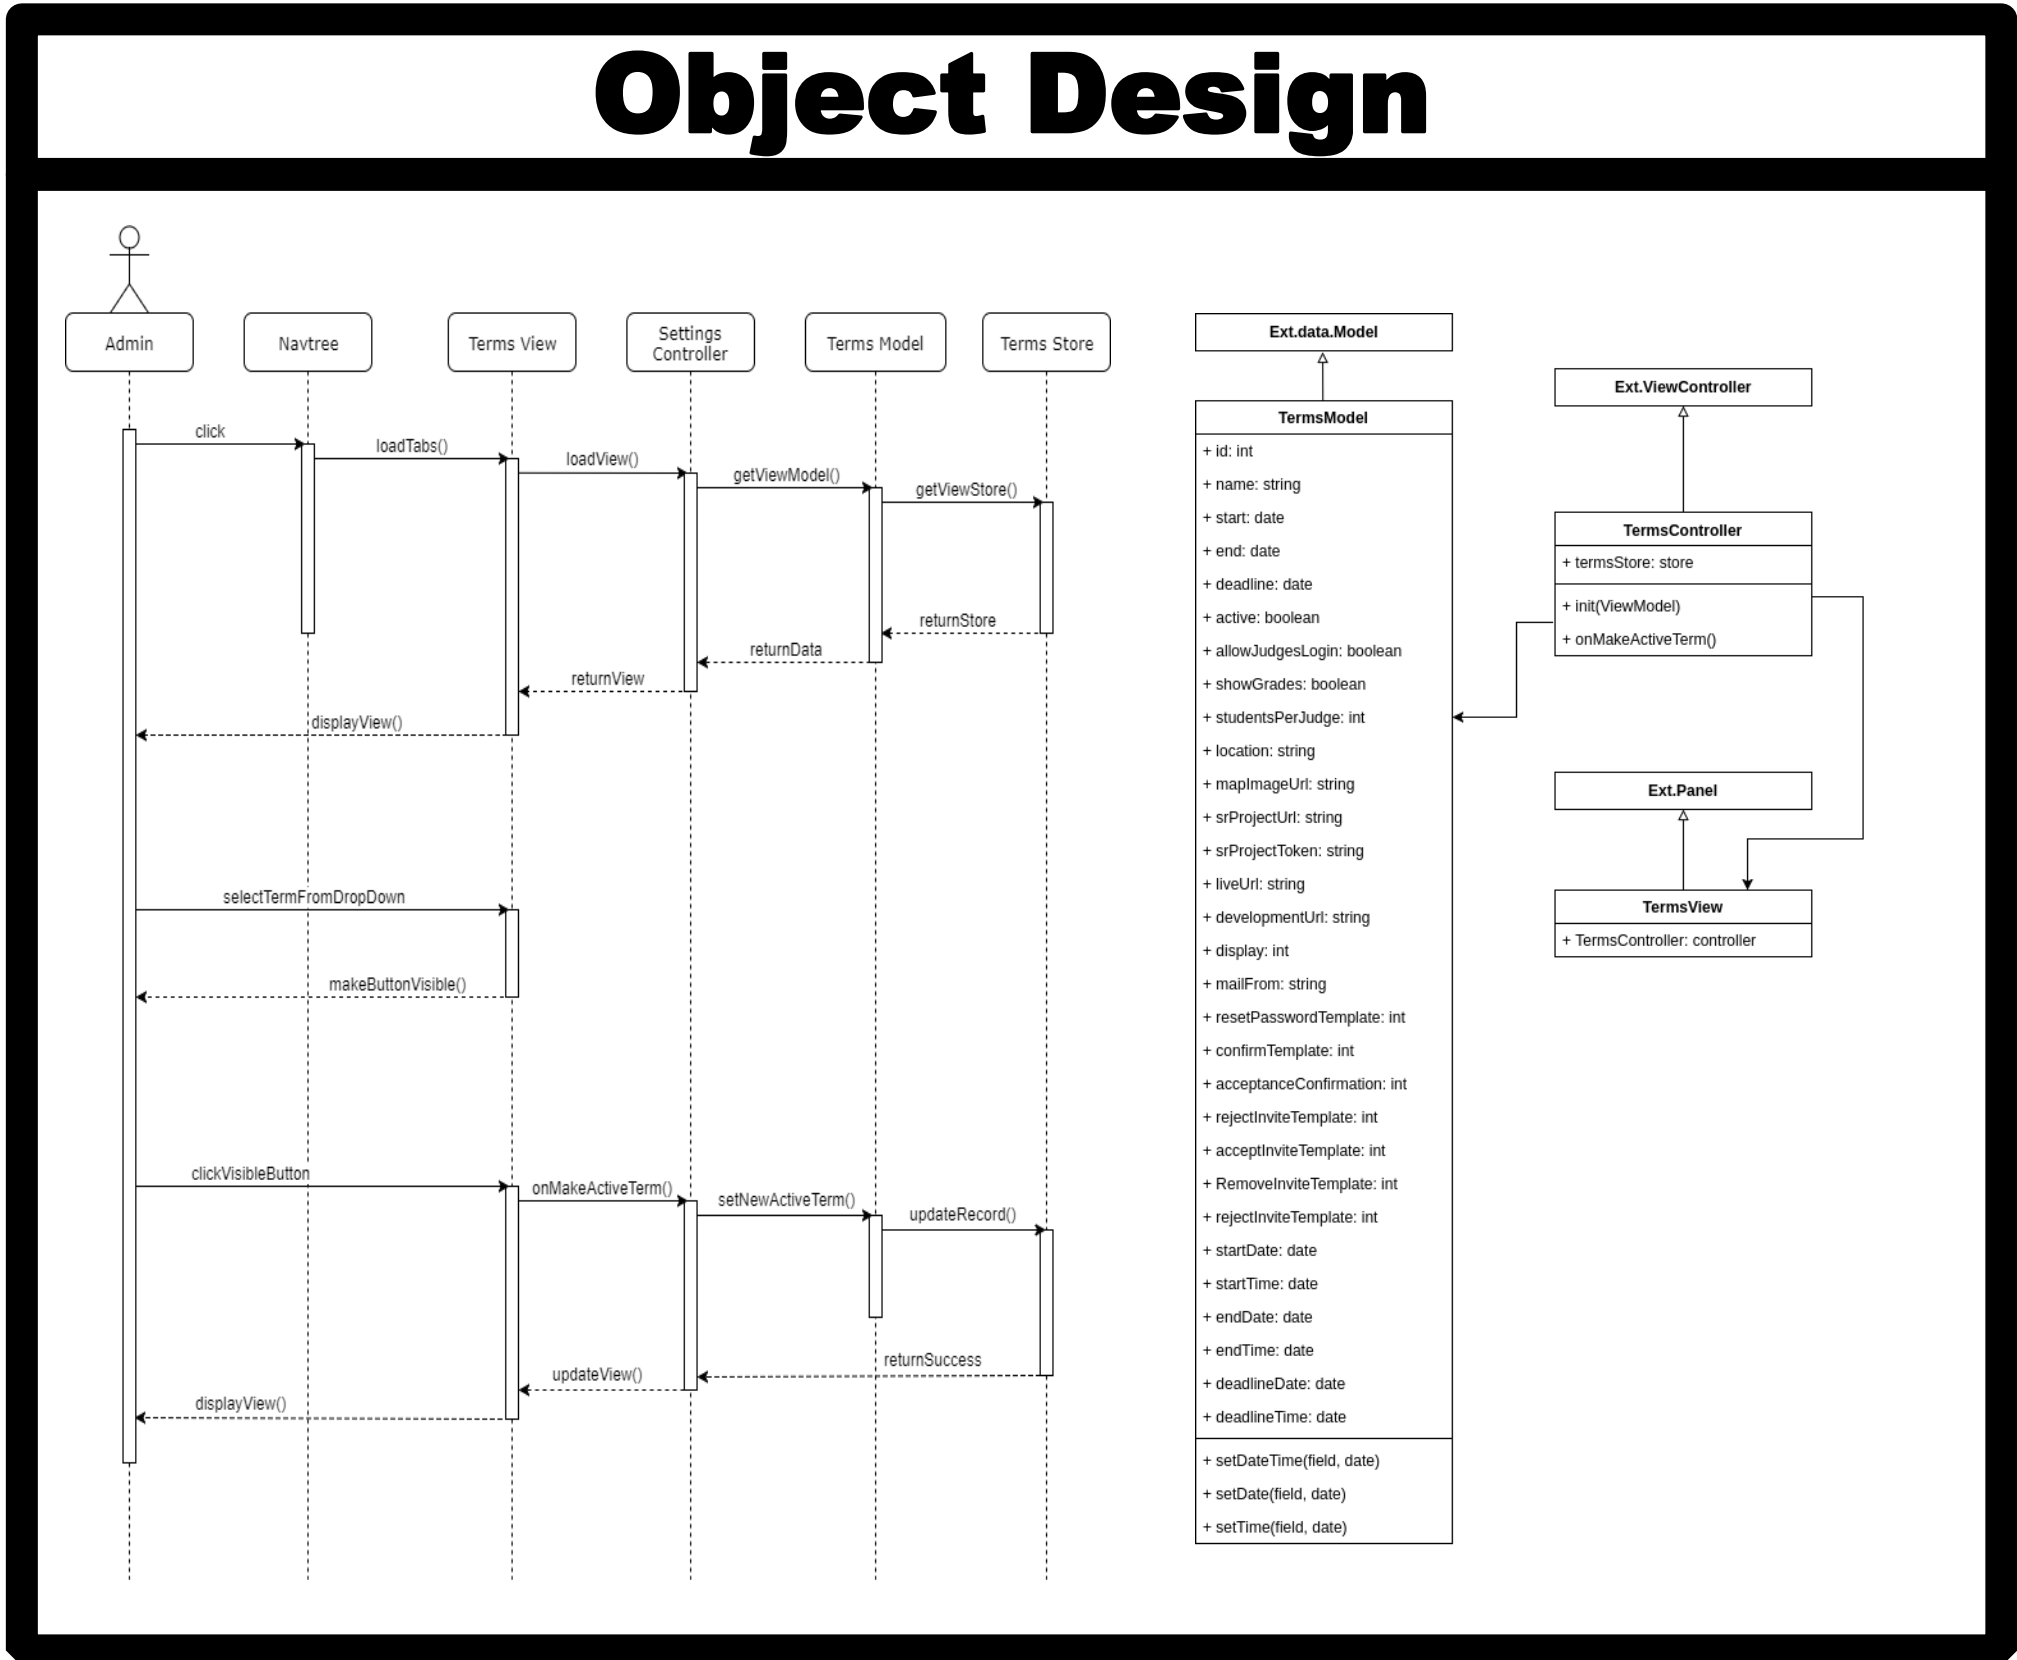 Object Design
Admin
Navtree
Terms View
Settings
Controller
Terms Model
Terms Store
click
loadTabs()
loadView()
getViewModel()
getViewStore()
returnStore
returnData
returnView
displayView()
selectTermFromDropDown
makeButtonVisible()
clickVisibleButton
onMakeActiveTerm()
setNewActiveTerm()
updateRecord()
returnSuccess
updateView()
displayView()
Ext.data.Model
TermsModel
+ id: int
+ name: string
+ start: date
+ end: date
+ deadline: date
+ active: boolean
+ allowJudgesLogin: boolean
+ showGrades: boolean
+ studentsPerJudge: int
+ location: string
+ mapImageUrl: string
+ srProjectUrl: string
+ srProjectToken: string
+ liveUrl: string
+ developmentUrl: string
+ display: int
+ mailFrom: string
+ resetPasswordTemplate: int
+ confirmTemplate: int
+ acceptanceConfirmation: int
+ rejectInviteTemplate: int
+ acceptInviteTemplate: int
+ RemoveInviteTemplate: int
+ rejectInviteTemplate: int
+ startDate: date
+ startTime: date
+ endDate: date
+ endTime: date
+ deadlineDate: date
+ deadlineTime: date
+ setDateTime(field, date)
+ setDate(field, date)
+ setTime(field, date)
Ext.ViewController
TermsController
+ termsStore: store
+ init(ViewModel)
+ onMakeActiveTerm()
Ext.Panel
TermsView
+ TermsController: controller